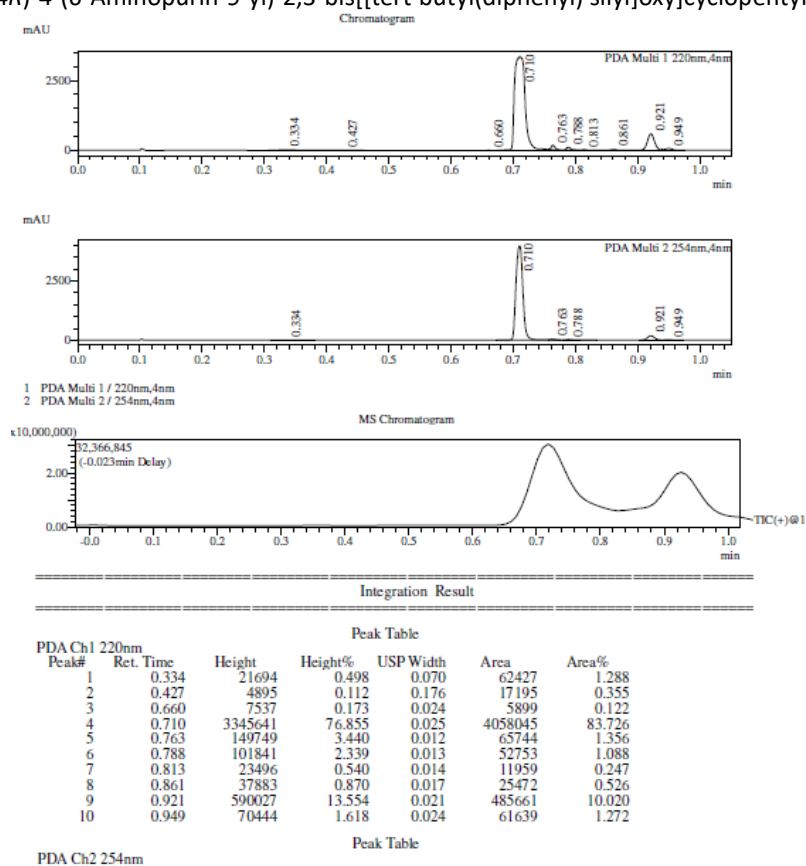 4R)-4-(6-Aminopurin-9-yl)-2,3-bis[[tert-butyl(diphenyl)silyl]oxy]cyclopentyl
Chromatogram
mAU
PDA Multi 1 220nm,4nm
2500
0
0.334 0.427 0.660 0.710 0.763 0.788 0.813 0.861 0.921 0.949
0.0 0.1 0.2 0.3 0.4 0.5 0.6 0.7 0.8 0.9 1.0
min
mAU
PDA Multi 2 254nm,4nm
2500
0
0.334 0.710 0.763 0.788 0.921 0.949
0.0 0.1 0.2 0.3 0.4 0.5 0.6 0.7 0.8 0.9 1.0
min
1 PDA Multi 1 / 220nm,4nm
2 PDA Multi 2 / 254nm,4nm
MS Chromatogram
x10,000,000)
32,366,845
(-0.023min Delay)
2.00
0.00
TIC(+)@1
-0.0 0.1 0.2 0.3 0.4 0.5 0.6 0.7 0.8 0.9 1.0
min
Integration Result
Peak Table
PDA Ch1 220nm
Peak# Ret. Time Height Height% USP Width Area Area%
1 0.334 21694 0.498 0.070 62427 1.288
2 0.427 4895 0.112 0.176 17195 0.355
3 0.660 7537 0.173 0.024 5899 0.122
4 0.710 3345641 76.855 0.025 4058045 83.726
5 0.763 149749 3.440 0.012 65744 1.356
6 0.788 101841 2.339 0.013 52753 1.088
7 0.813 23496 0.540 0.014 11959 0.247
8 0.861 37883 0.870 0.017 25472 0.526
9 0.921 590027 13.554 0.021 485661 10.020
10 0.949 70444 1.618 0.024 61639 1.272
Peak Table
PDA Ch2 254nm